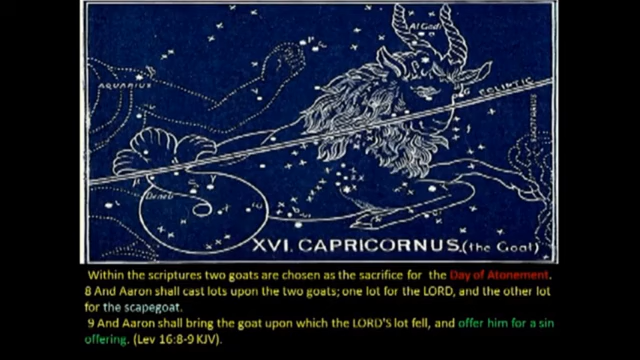 Al Gedi
AQUARIUS
ECLIPTIC
Deneb
XVI. CAPRICORNUS, (the Goat)
Within the scriptures two goats are chosen as the sacrifice for the Day of Atonement.
8 And Aaron shall cast lots upon the two goats; one lot for the LORD, and the other lot
for the scapegoat.
9 And Aaron shall bring the goat upon which the LORD'S lot fell, and offer him for a sin
offering. (Lev 16:8-9 KJV).